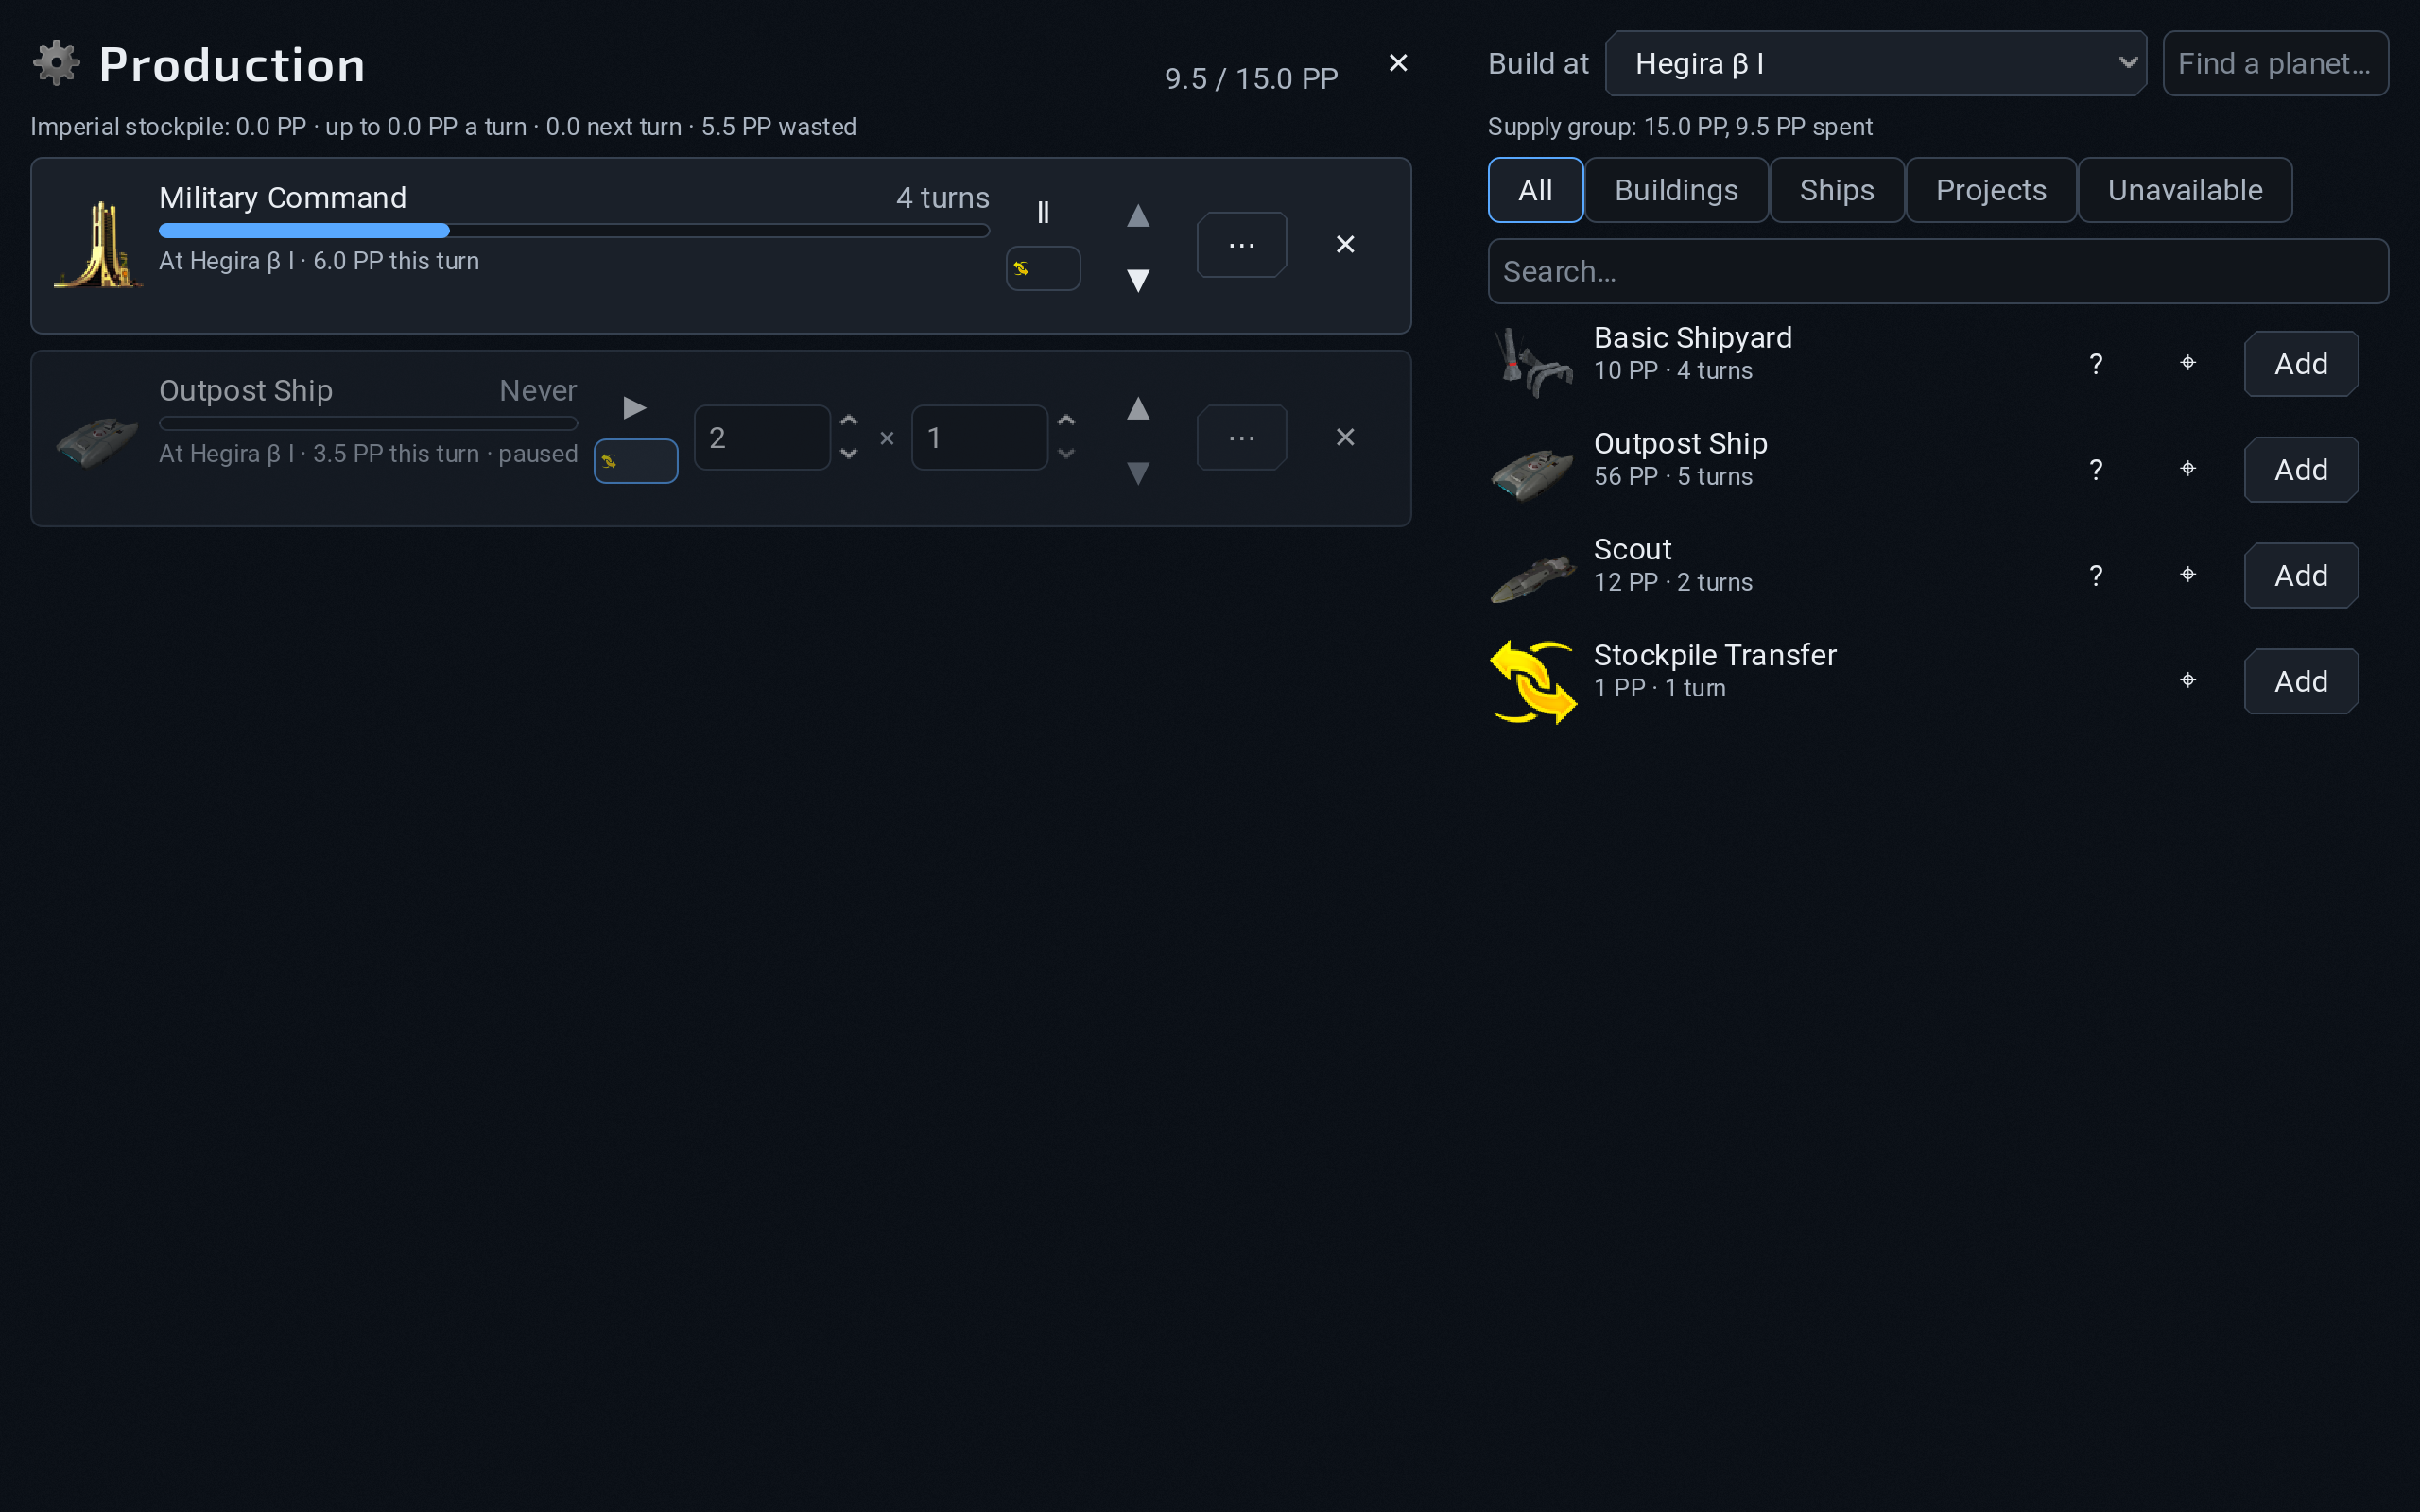 Production
9.5 / 15.0 PP
×
Imperial stockpile: 0.0 PP · up to 0.0 PP a turn · 0.0 next turn · 5.5 PP wasted
Military Command
4 turns
At Hegira β I · 6.0 PP this turn
...
×
Outpost Ship
Never
At Hegira β I · 3.5 PP this turn · paused
2 × 1
...
×
Build at
Hegira β I
Find a planet...
Supply group: 15.0 PP, 9.5 PP spent
All
Buildings
Ships
Projects
Unavailable
Search...
Basic Shipyard
10 PP · 4 turns
?
Add
Outpost Ship
56 PP · 5 turns
?
Add
Scout
12 PP · 2 turns
?
Add
Stockpile Transfer
1 PP · 1 turn
Add